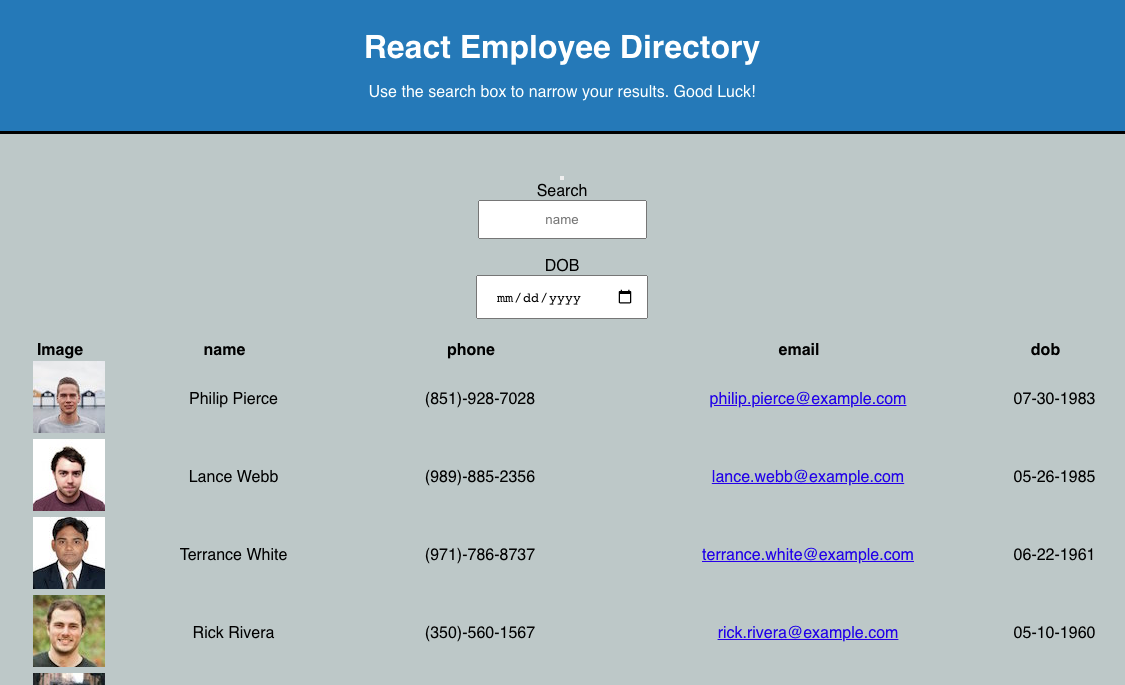 React Employee Directory
Use the search box to narrow your results. Good Luck!
Search
name
DOB
mm/dd/yyyy
Image name phone email dob
Philip Pierce (851)-928-7028 philip.pierce@example.com 07-30-1983
Lance Webb (989)-885-2356 lance.webb@example.com 05-26-1985
Terrance White (971)-786-8737 terrance.white@example.com 06-22-1961
Rick Rivera (350)-560-1567 rick.rivera@example.com 05-10-1960